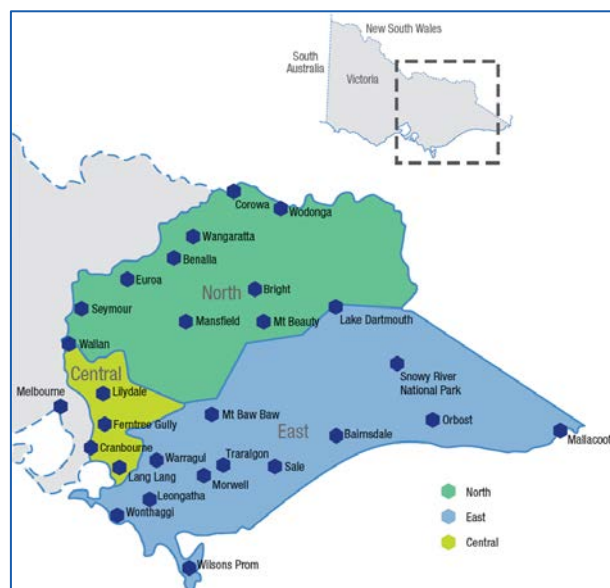 New South Wales
South
Australia
Victoria
Corowa
Wodonga
Wangaratta
Benalla
Euroa
Bright
North
Seymour
Mansfield
Mt Beauty
Lake Dartmouth
Wallan
Central
Melbourne
Lilydale
Snowy River
National Park
Ferntree Gully
Mt Baw Baw
Orbost
East
Bairnsdale
Mallacoota
Cranbourne
Warragul
Traralgon
Sale
Lang Lang
Morwell
Leongatha
Wonthaggi
Wilsons Prom
North
East
Central